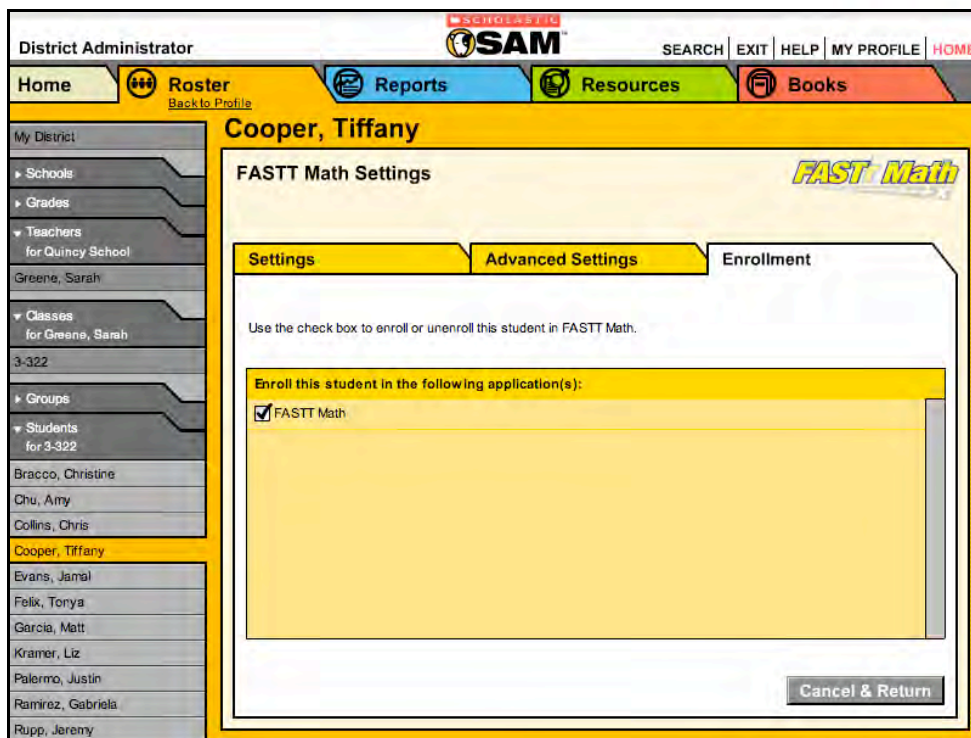 SCHOLASTIC
District Administrator
SAM
SEARCH EXIT HELP MY PROFILE HOME
Home
Roster
Back to Profile
Reports
Resources
Books
My District
Schools
Grades
Teachers
for Quincy School
Greene, Sarah
Classes
for Greene, Sarah
3-322
Groups
Students
for 3-322
Bracco, Christine
Chu, Amy
Collins, Chris
Cooper, Tiffany
Evans, Jamal
Felix, Tonya
Garcia, Matt
Kramer, Liz
Palermo, Justin
Ramirez, Gabriela
Rupp, Jeremy
Cooper, Tiffany
FASTT Math Settings
FASTT Math
Settings
Advanced Settings
Enrollment
Use the check box to enroll or unenroll this student in FASTT Math.
Enroll this student in the following application(s):
FASTT Math
Cancel & Return